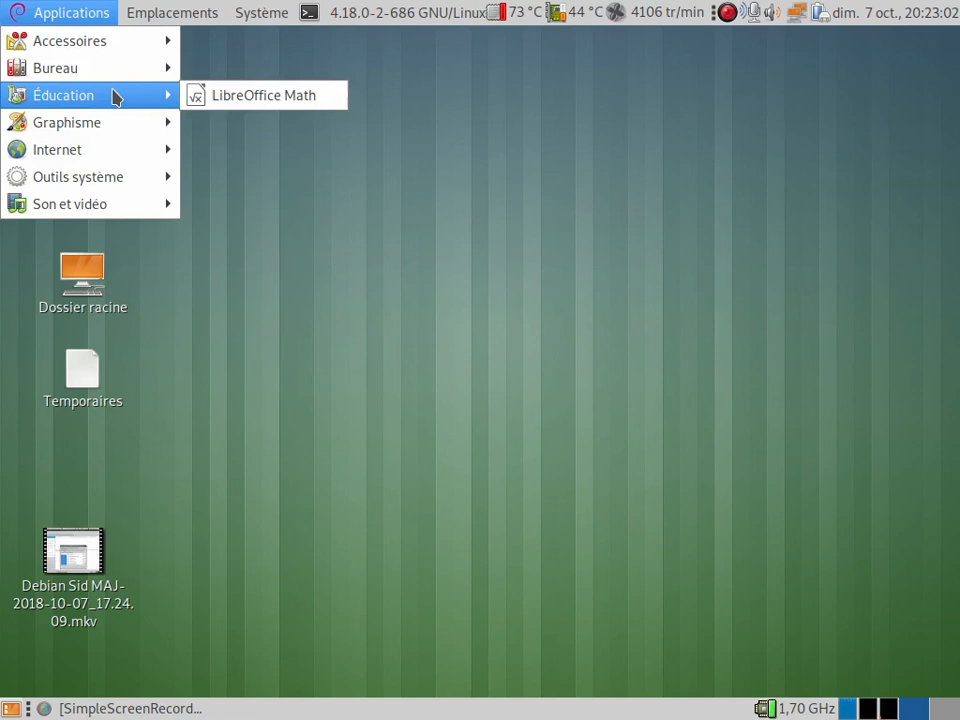 Applications Emplacements Système 4.18.0-2-686 GNU/Linux 73 °C 44 °C 4106 tr/min dim. 7 oct., 20:23:02
Accessoires
Bureau
Éducation
LibreOffice Math
Graphisme
Internet
Outils système
Son et vidéo
Dossier racine
Temporaires
Debian Sid MAJ-
2018-10-07_17.24.
09.mkv
[SimpleScreenRecord... 1,70 GHz